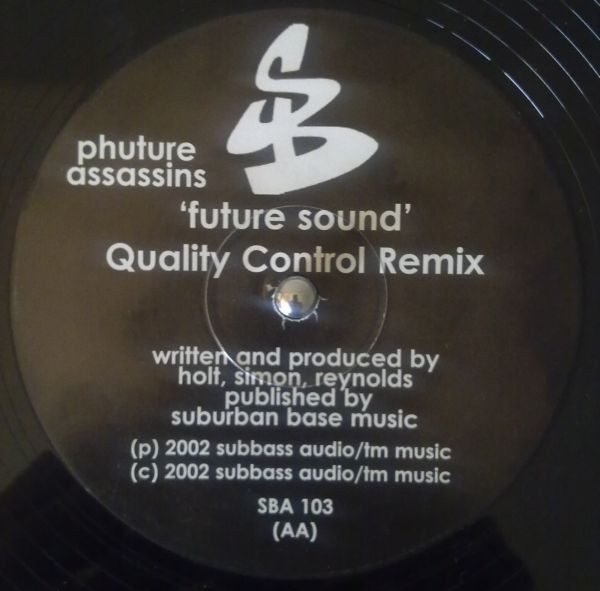 phuture
assassins
'future sound'
Quality Control Remix
written and produced by
holt, simon, reynolds
published by
suburban base music
(p) 2002 subbass audio/tm music
(c) 2002 subbass audio/tm music
SBA 103
(AA)